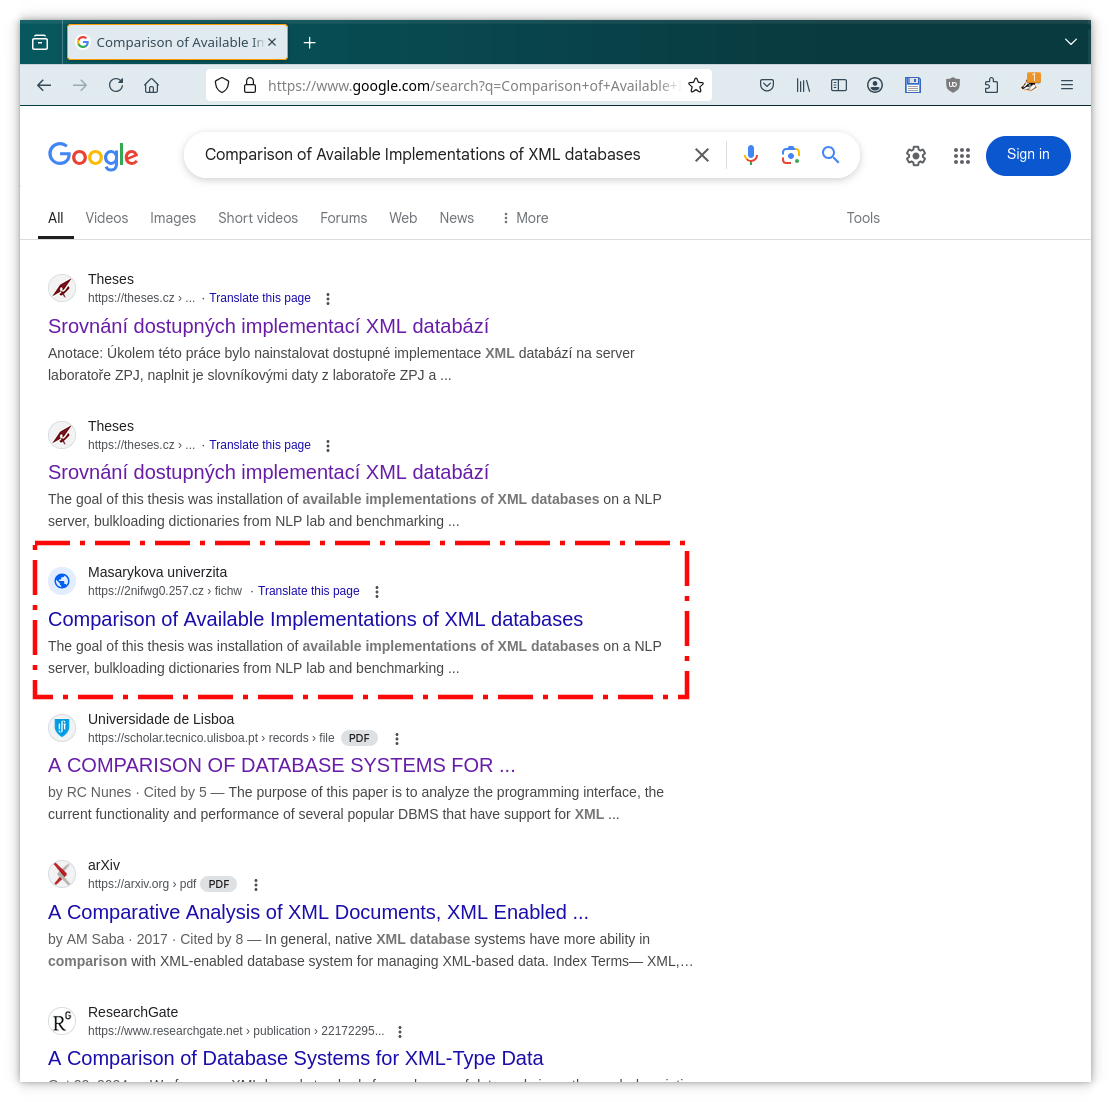 Comparison of Available In
https://www.google.com/search?q=Comparison+of+Available+I
1
Google
Comparison of Available Implementations of XML databases
Sign in
All Videos Images Short videos Forums Web News More Tools
Theses
https://theses.cz › ... · Translate this page
Srovnání dostupných implementací XML databází
Anotace: Úkolem této práce bylo nainstalovat dostupné implementace XML databází na server
laboratoře ZPJ, naplnit je slovníkovými daty z laboratoře ZPJ a ...
Theses
https://theses.cz › ... · Translate this page
Srovnání dostupných implementací XML databází
The goal of this thesis was installation of available implementations of XML databases on a NLP
server, bulkloading dictionaries from NLP lab and benchmarking ...
Masarykova univerzita
https://2nifwg0.257.cz › fichw · Translate this page
Comparison of Available Implementations of XML databases
The goal of this thesis was installation of available implementations of XML databases on a NLP
server, bulkloading dictionaries from NLP lab and benchmarking ...
Universidade de Lisboa
https://scholar.tecnico.ulisboa.pt › records › file PDF
A COMPARISON OF DATABASE SYSTEMS FOR ...
by RC Nunes · Cited by 5 — The purpose of this paper is to analyze the programming interface, the
current functionality and performance of several popular DBMS that have support for XML ...
arXiv
https://arxiv.org › pdf PDF
A Comparative Analysis of XML Documents, XML Enabled ...
by AM Saba · 2017 · Cited by 8 — In general, native XML database systems have more ability in
comparison with XML-enabled database system for managing XML-based data. Index Terms— XML,…
RG
ResearchGate
https://www.researchgate.net › publication › 22172295...
A Comparison of Database Systems for XML-Type Data